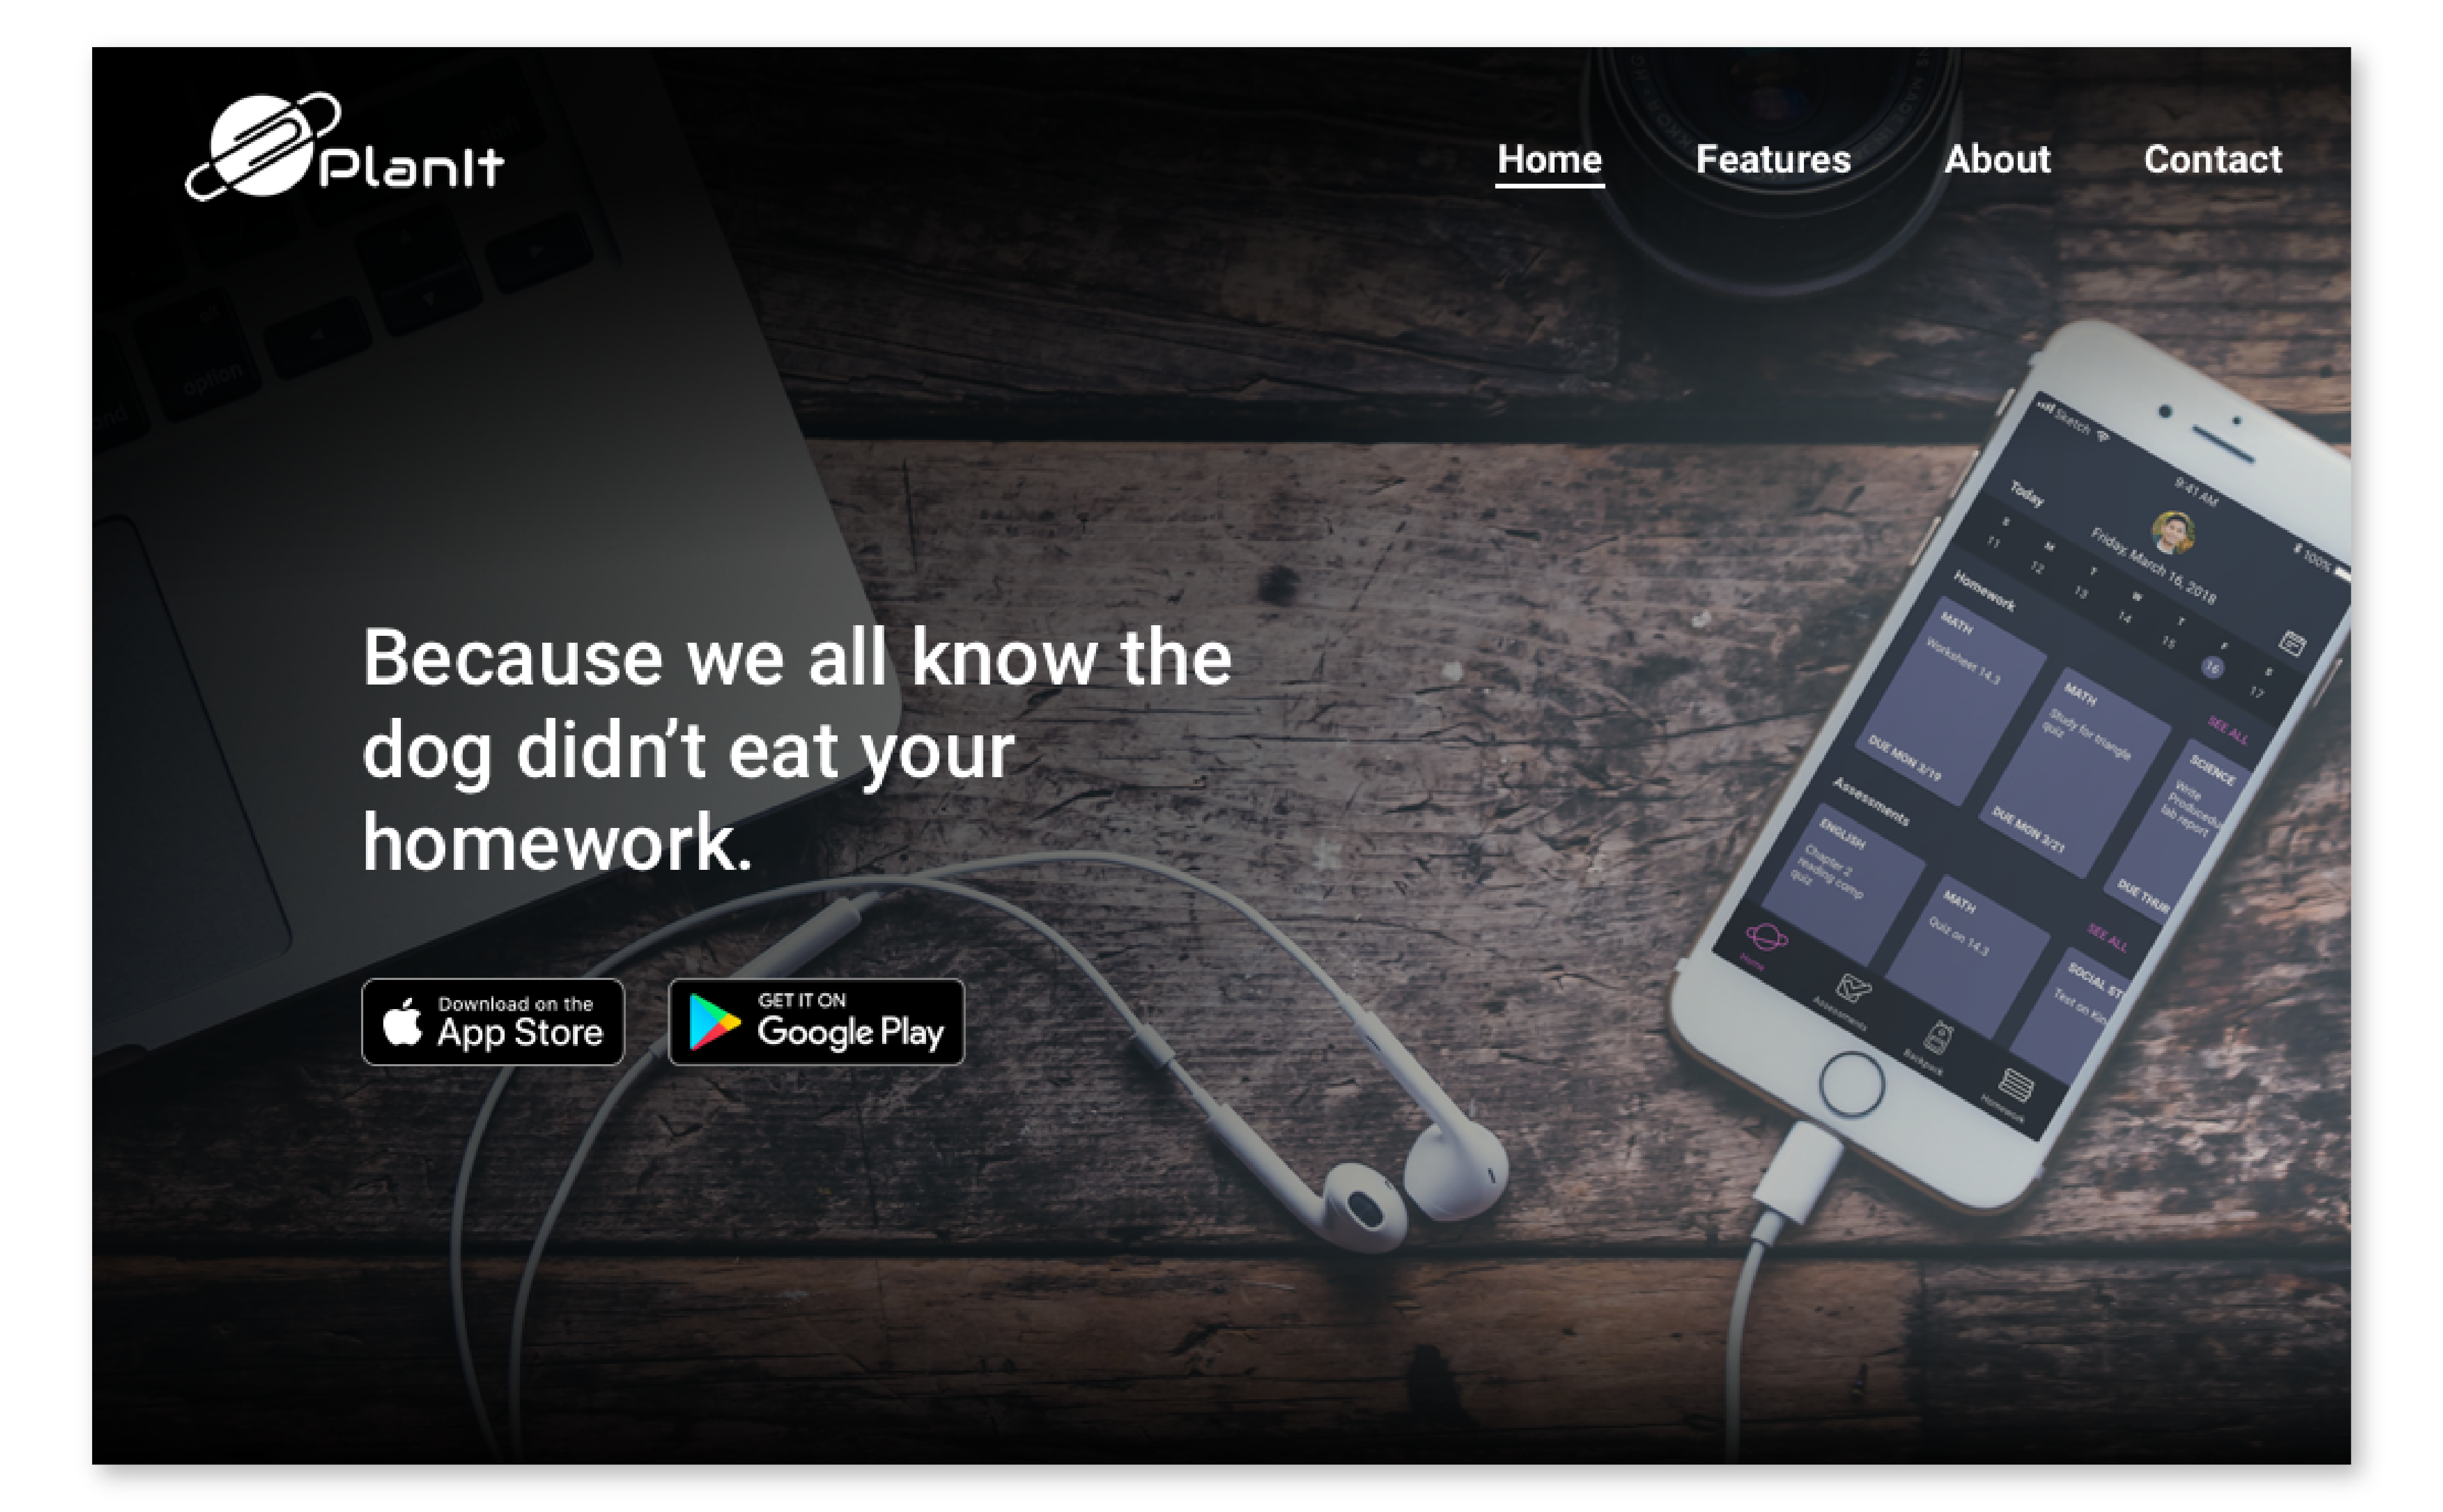 PlanIt
Home Features About Contact
option
Sketch
9:41 AM
100%
Today
Friday, March 16, 2018
S M T W T F S
11 12 13 14 15 16 17
Homework
SEE ALL
MATH
Worksheet 14.3
DUE MON 3/19
MATH
Study for triangle
quiz
DUE MON 3/21
SCIENCE
Write
lab report
DUE THUR
Assessments
SEE ALL
ENGLISH
Chapter 2
reading comp
quiz
MATH
Quiz on 14.3
SOCIAL ST
Test on Kin
Home
Assessments
Backpack
Homework
Because we all know the
dog didn’t eat your
homework.
Download on the
App Store
GET IT ON
Google Play